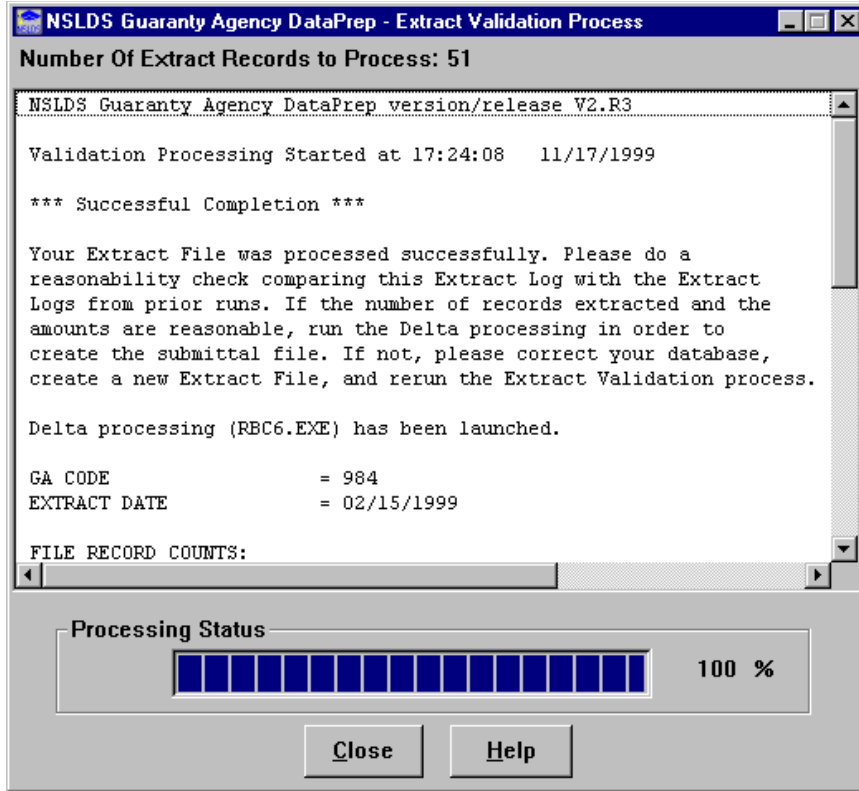 NSLDS Guaranty Agency DataPrep - Extract Validation Process
Number Of Extract Records to Process: 51
NSLDS Guaranty Agency DataPrep version/release V2.R3
Validation Processing Started at 17:24:08   11/17/1999
*** Successful Completion ***
Your Extract File was processed successfully. Please do a
reasonability check comparing this Extract Log with the Extract
Logs from prior runs. If the number of records extracted and the
amounts are reasonable, run the Delta processing in order to
create the submittal file. If not, please correct your database,
create a new Extract File, and rerun the Extract Validation process.
Delta processing (RBC6.EXE) has been launched.
GA CODE                    = 984
EXTRACT DATE               = 02/15/1999
FILE RECORD COUNTS:
Processing Status
100 %
Close Help